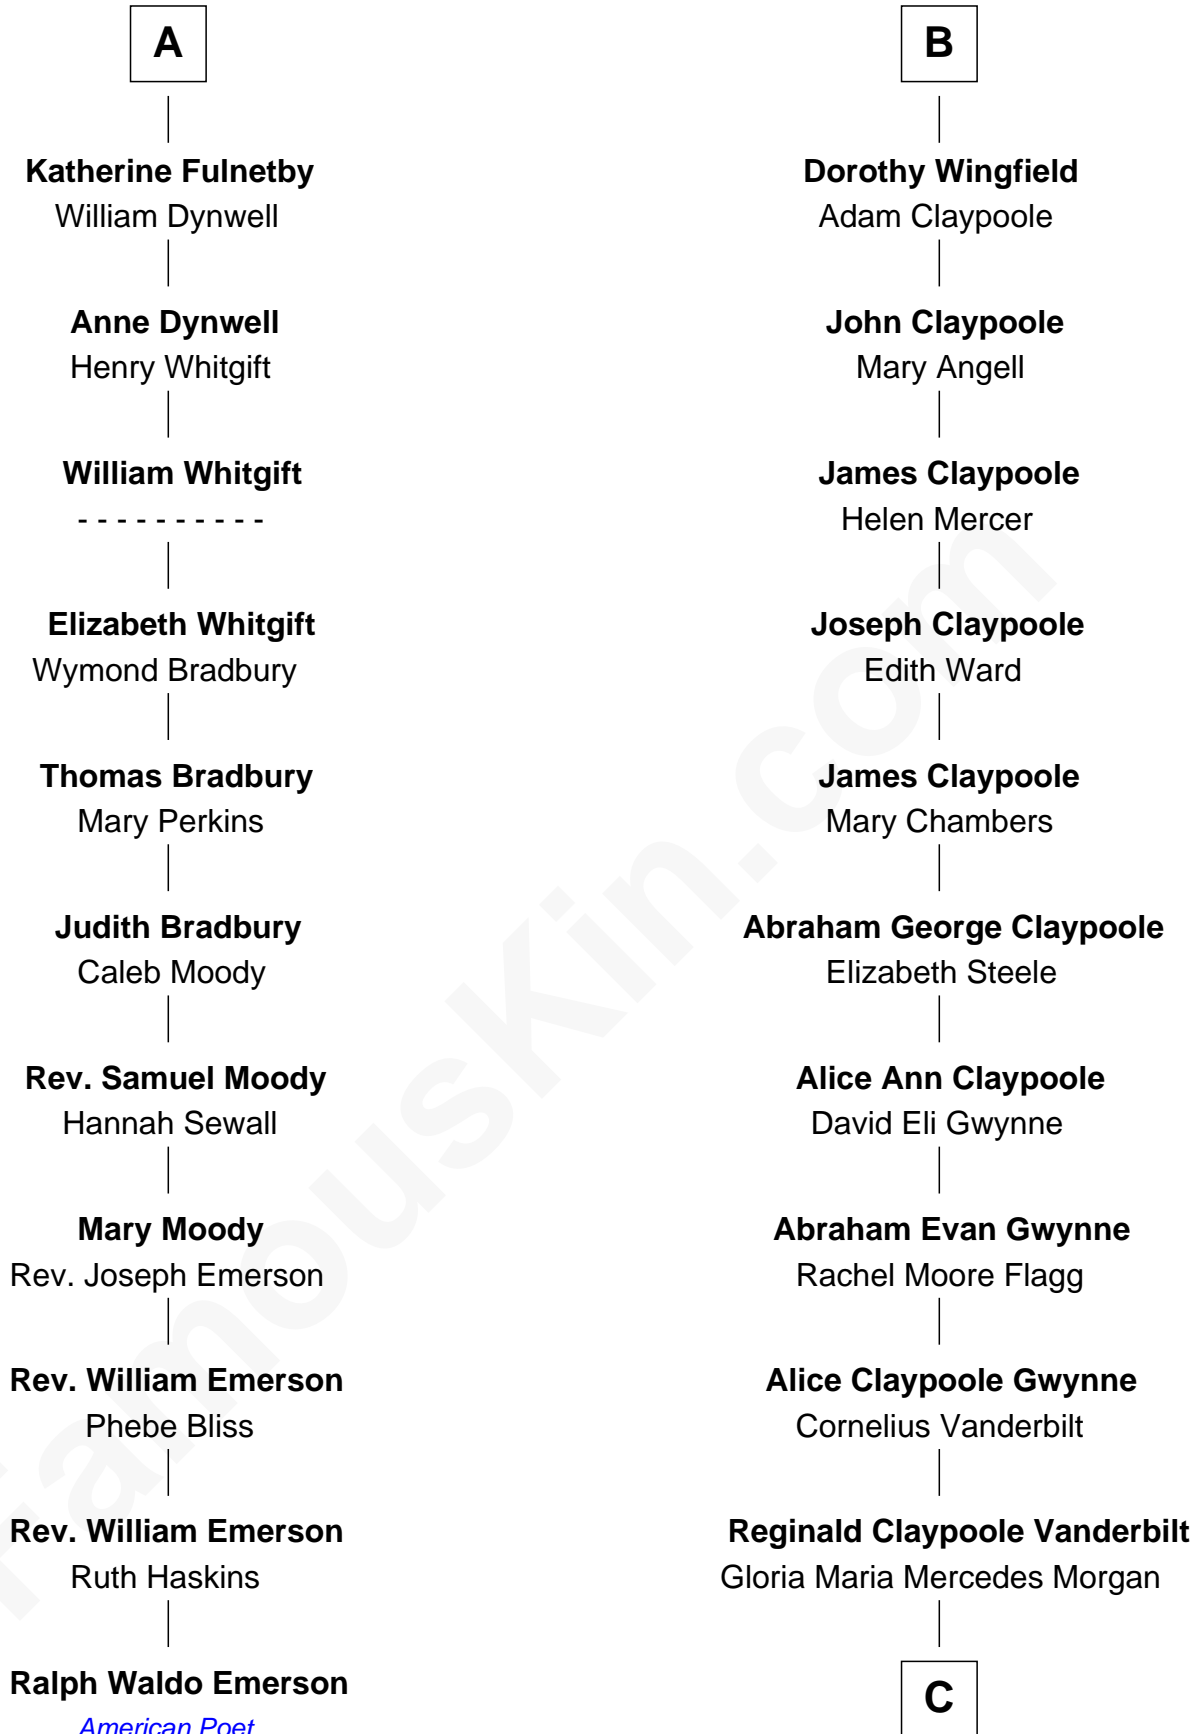 A
Katherine Fulnetby
William Dynwell
Anne Dynwell
Henry Whitgift
William Whitgift
- - - - - - - - - -
Elizabeth Whitgift
Wymond Bradbury
Thomas Bradbury
Mary Perkins
Judith Bradbury
Caleb Moody
Rev. Samuel Moody
Hannah Sewall
Mary Moody
Rev. Joseph Emerson
Rev. William Emerson
Phebe Bliss
Rev. William Emerson
Ruth Haskins
Ralph Waldo Emerson
American Poet
B
Dorothy Wingfield
Adam Claypoole
John Claypoole
Mary Angell
James Claypoole
Helen Mercer
Joseph Claypoole
Edith Ward
James Claypoole
Mary Chambers
Abraham George Claypoole
Elizabeth Steele
Alice Ann Claypoole
David Eli Gwynne
Abraham Evan Gwynne
Rachel Moore Flagg
Alice Claypoole Gwynne
Cornelius Vanderbilt
Reginald Claypoole Vanderbilt
Gloria Maria Mercedes Morgan
C
FamousKin.com